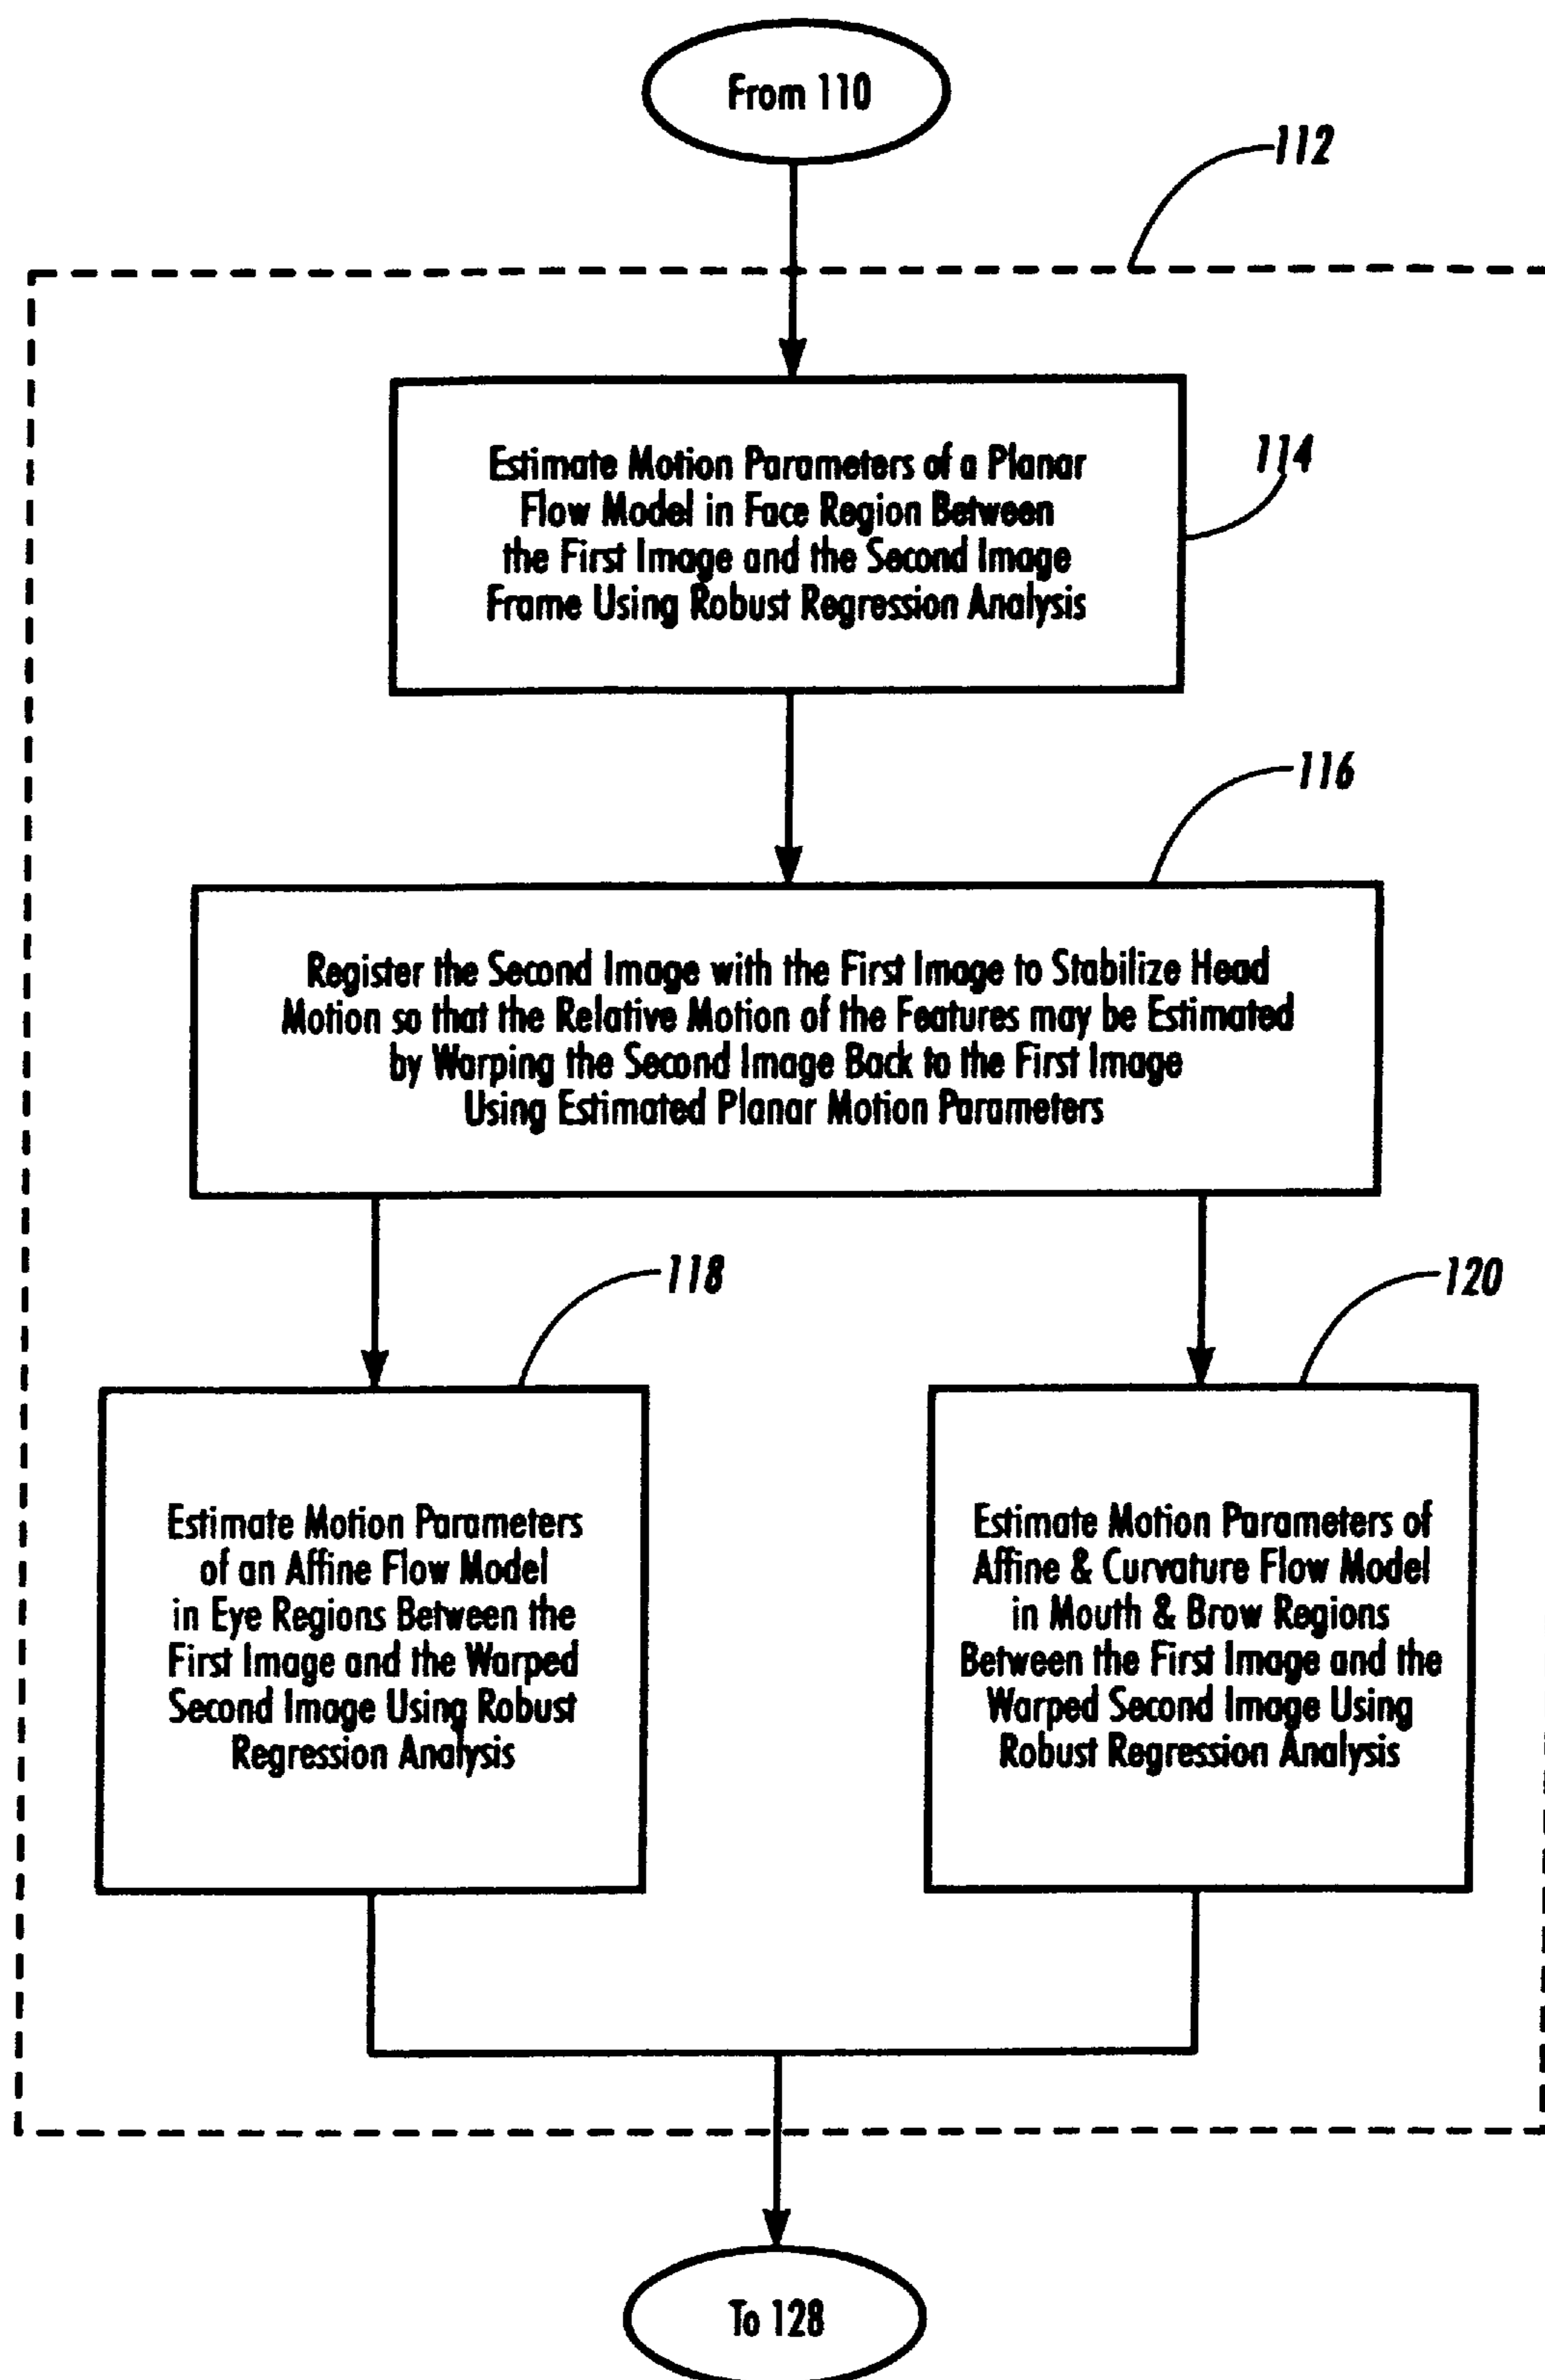 From 110
112
Estimate Motion Parameters of a Planar
Flow Model in Face Region Between
the First Image and the Second Image
Frame Using Robust Regression Analysis
114
116
Register the Second Image with the First Image to Stabilize Head
Motion so that the Relative Motion of the Features may be Estimated
by Warping the Second Image Back to the First Image
Using Estimated Planar Motion Parameters
118
120
Estimate Motion Parameters
of an Affine Flow Model
in Eye Regions Between the
First Image and the Warped
Second Image Using Robust
Regression Analysis
Estimate Motion Parameters of
Affine & Curvature Flow Model
in Mouth & Brow Regions
Between the First Image and the
Warped Second Image Using
Robust Regression Analysis
To 128